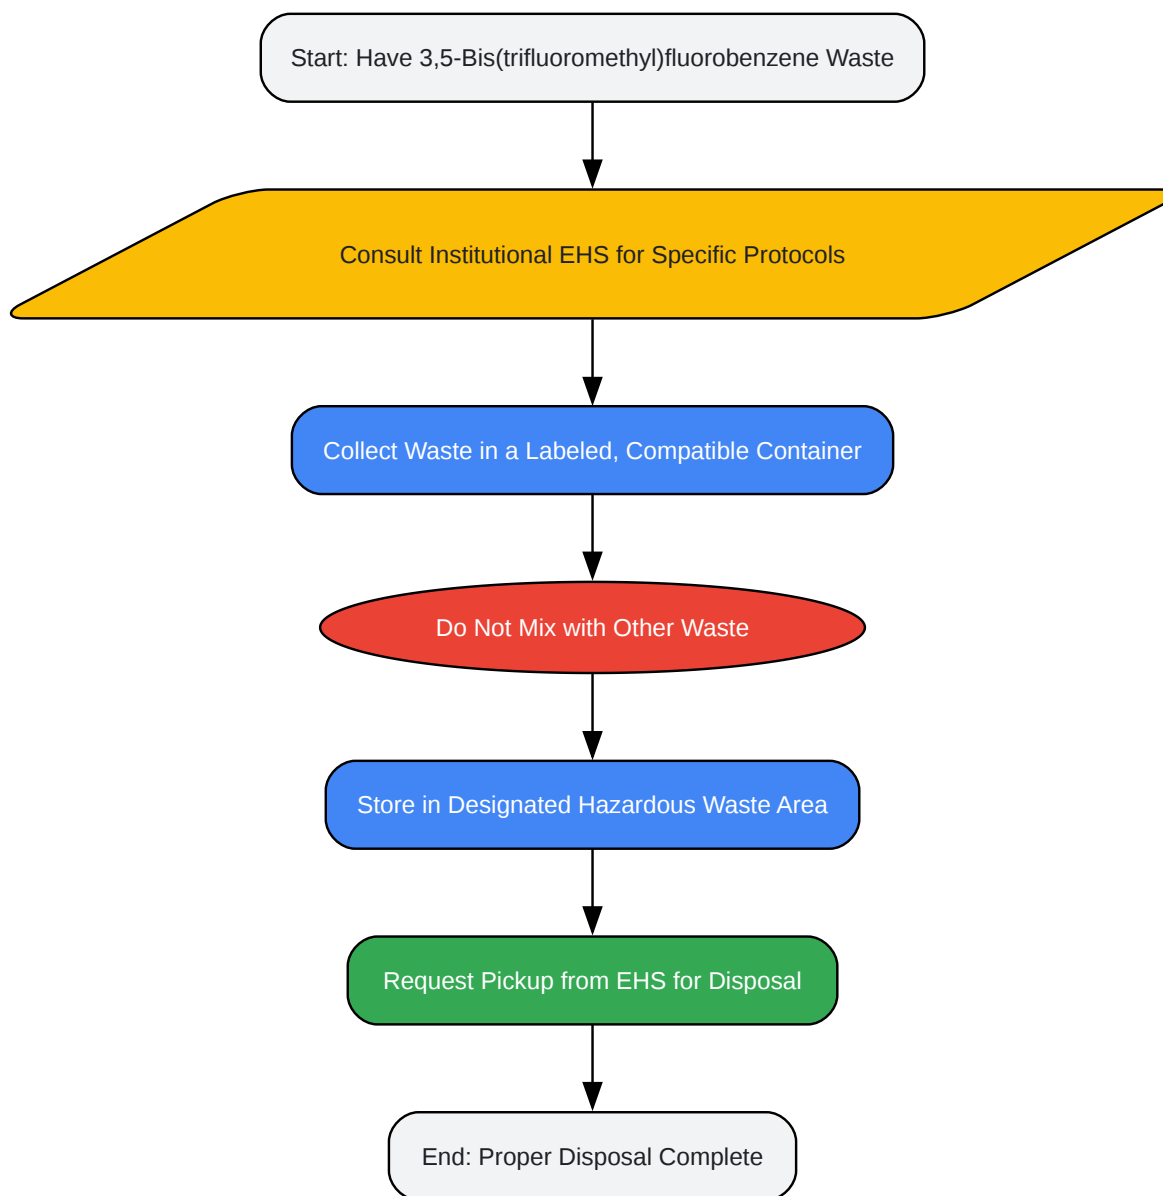 Start: Have 3,5-Bis(trifluoromethyl)fluorobenzene Waste
Consult Institutional EHS for Specific Protocols
Collect Waste in a Labeled, Compatible Container
Do Not Mix with Other Waste
Store in Designated Hazardous Waste Area
Request Pickup from EHS for Disposal
End: Proper Disposal Complete